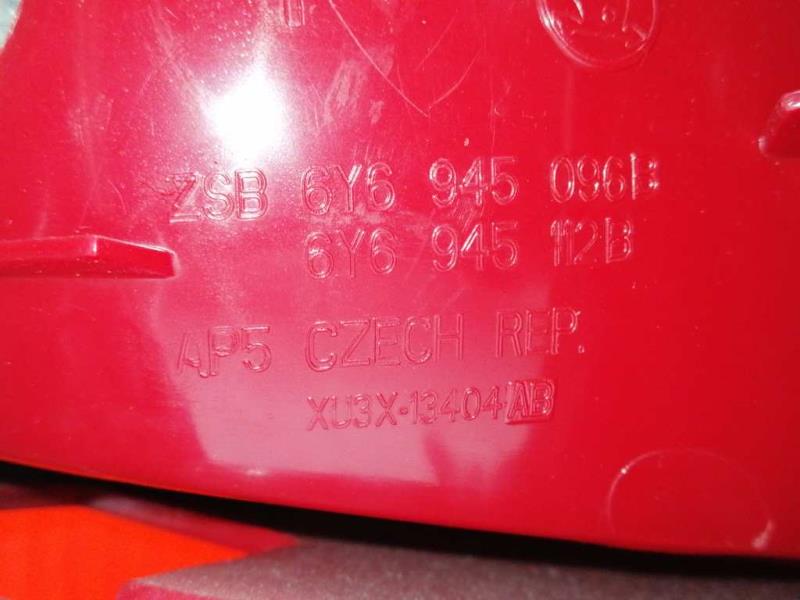 ZSB 6Y6 945 096B
6Y6 945 112B
AP5 CZECH REP.
XU3X-13404 AB